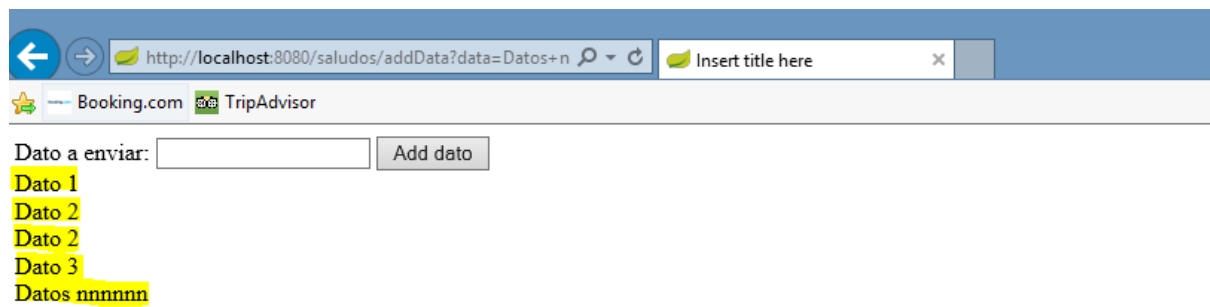 http://localhost:8080/saludos/addData?data=Datos+n
Insert title here
Booking.com TripAdvisor
Dato a enviar: Add dato
Dato 1
Dato 2
Dato 2
Dato 3
Datos nnnnnn